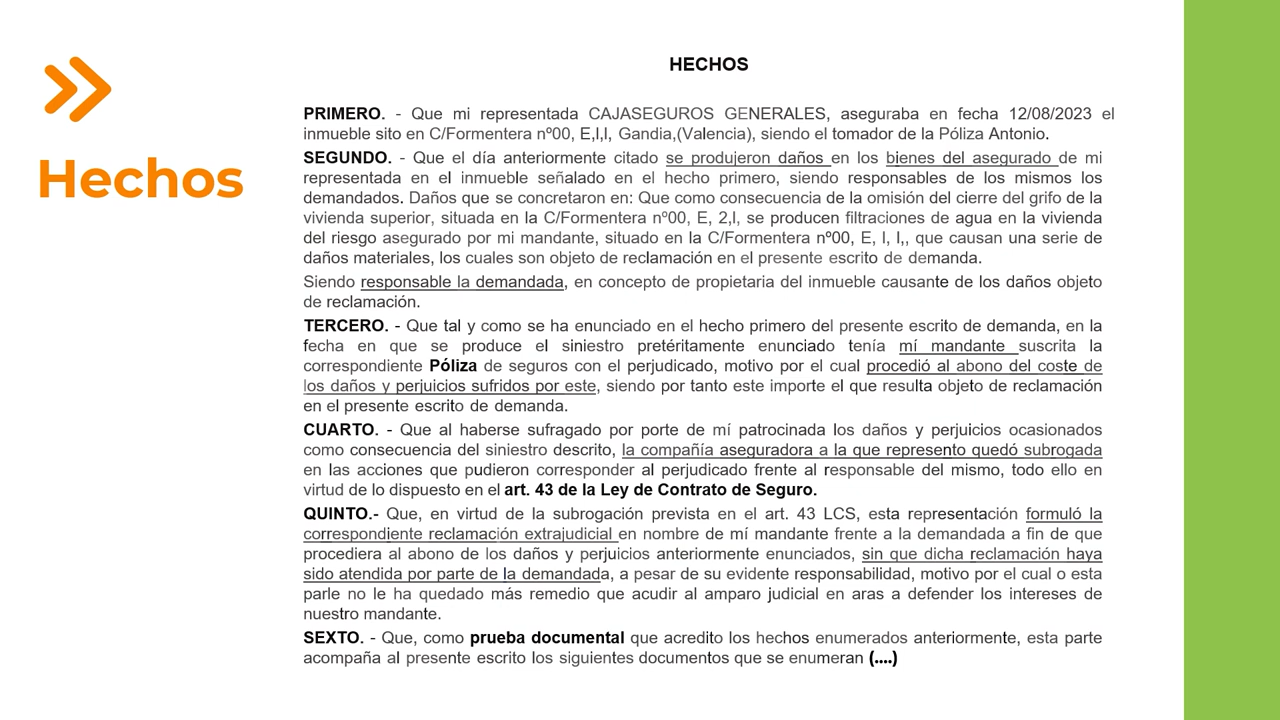 Hechos
HECHOS
PRIMERO. - Que mi representada CAJASEGUROS GENERALES, aseguraba en fecha 12/08/2023 el
inmueble sito en C/Formentera nº00, E,I,I, Gandia,(Valencia), siendo el tomador de la Póliza Antonio.
SEGUNDO. - Que el día anteriormente citado se produjeron daños en los bienes del asegurado de mi
representada en el inmueble señalado en el hecho primero, siendo responsables de los mismos los
demandados. Daños que se concretaron en: Que como consecuencia de la omisión del cierre del grifo de la
vivienda superior, situada en la C/Formentera nº00, E, 2,I, se producen filtraciones de agua en la vivienda
del riesgo asegurado por mi mandante, situado en la C/Formentera nº00, E, I, I,, que causan una serie de
daños materiales, los cuales son objeto de reclamación en el presente escrito de demanda.
Siendo responsable la demandada, en concepto de propietaria del inmueble causante de los daños objeto
de reclamación.
TERCERO. - Que tal y como se ha enunciado en el hecho primero del presente escrito de demanda, en la
fecha en que se produce el siniestro pretéritamente enunciado tenía mí mandante suscrita la
correspondiente Póliza de seguros con el perjudicado, motivo por el cual procedió al abono del coste de
los daños y perjuicios sufridos por este, siendo por tanto este importe el que resulta objeto de reclamación
en el presente escrito de demanda.
CUARTO. - Que al haberse sufragado por porte de mí patrocinada los daños y perjuicios ocasionados
como consecuencia del siniestro descrito, la compañía aseguradora a la que represento quedó subrogada
en las acciones que pudieron corresponder al perjudicado frente al responsable del mismo, todo ello en
virtud de lo dispuesto en el art. 43 de la Ley de Contrato de Seguro.
QUINTO.- Que, en virtud de la subrogación prevista en el art. 43 LCS, esta representación formuló la
correspondiente reclamación extrajudicial en nombre de mí mandante frente a la demandada a fin de que
procediera al abono de los daños y perjuicios anteriormente enunciados, sin que dicha reclamación haya
sido atendida por parte de la demandada, a pesar de su evidente responsabilidad, motivo por el cual o esta
parle no le ha quedado más remedio que acudir al amparo judicial en aras a defender los intereses de
nuestro mandante.
SEXTO. - Que, como prueba documental que acredito los hechos enumerados anteriormente, esta parte
acompaña al presente escrito los siguientes documentos que se enumeran (....)